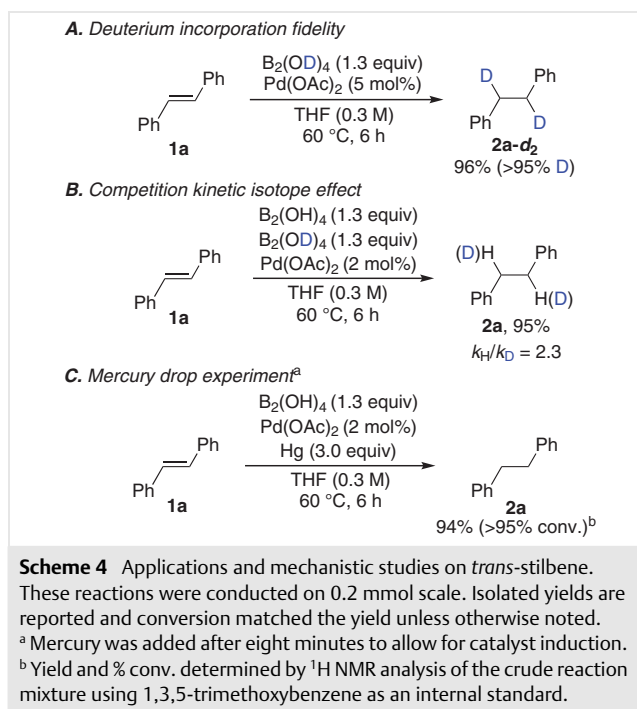 A. Deuterium incorporation fidelity
B₂(OD)₄ (1.3 equiv)
Pd(OAc)₂ (5 mol%)
THF (0.3 M)
60 °C, 6 h
Ph
Ph
1a
D
Ph
Ph
D
2a-d₂
96% (>95% D)
B. Competition kinetic isotope effect
B₂(OH)₄ (1.3 equiv)
B₂(OD)₄ (1.3 equiv)
Pd(OAc)₂ (2 mol%)
THF (0.3 M)
60 °C, 6 h
Ph
Ph
1a
(D)H
Ph
Ph
H(D)
2a, 95%
kH/kD = 2.3
C. Mercury drop experimentᵃ
B₂(OH)₄ (1.3 equiv)
Pd(OAc)₂ (2 mol%)
Hg (3.0 equiv)
THF (0.3 M)
60 °C, 6 h
Ph
Ph
1a
Ph
Ph
2a
94% (>95% conv.)ᵇ
Scheme 4 Applications and mechanistic studies on trans-stilbene.
These reactions were conducted on 0.2 mmol scale. Isolated yields are
reported and conversion matched the yield unless otherwise noted.
ᵃ Mercury was added after eight minutes to allow for catalyst induction.
ᵇ Yield and % conv. determined by ¹H NMR analysis of the crude reaction
mixture using 1,3,5-trimethoxybenzene as an internal standard.